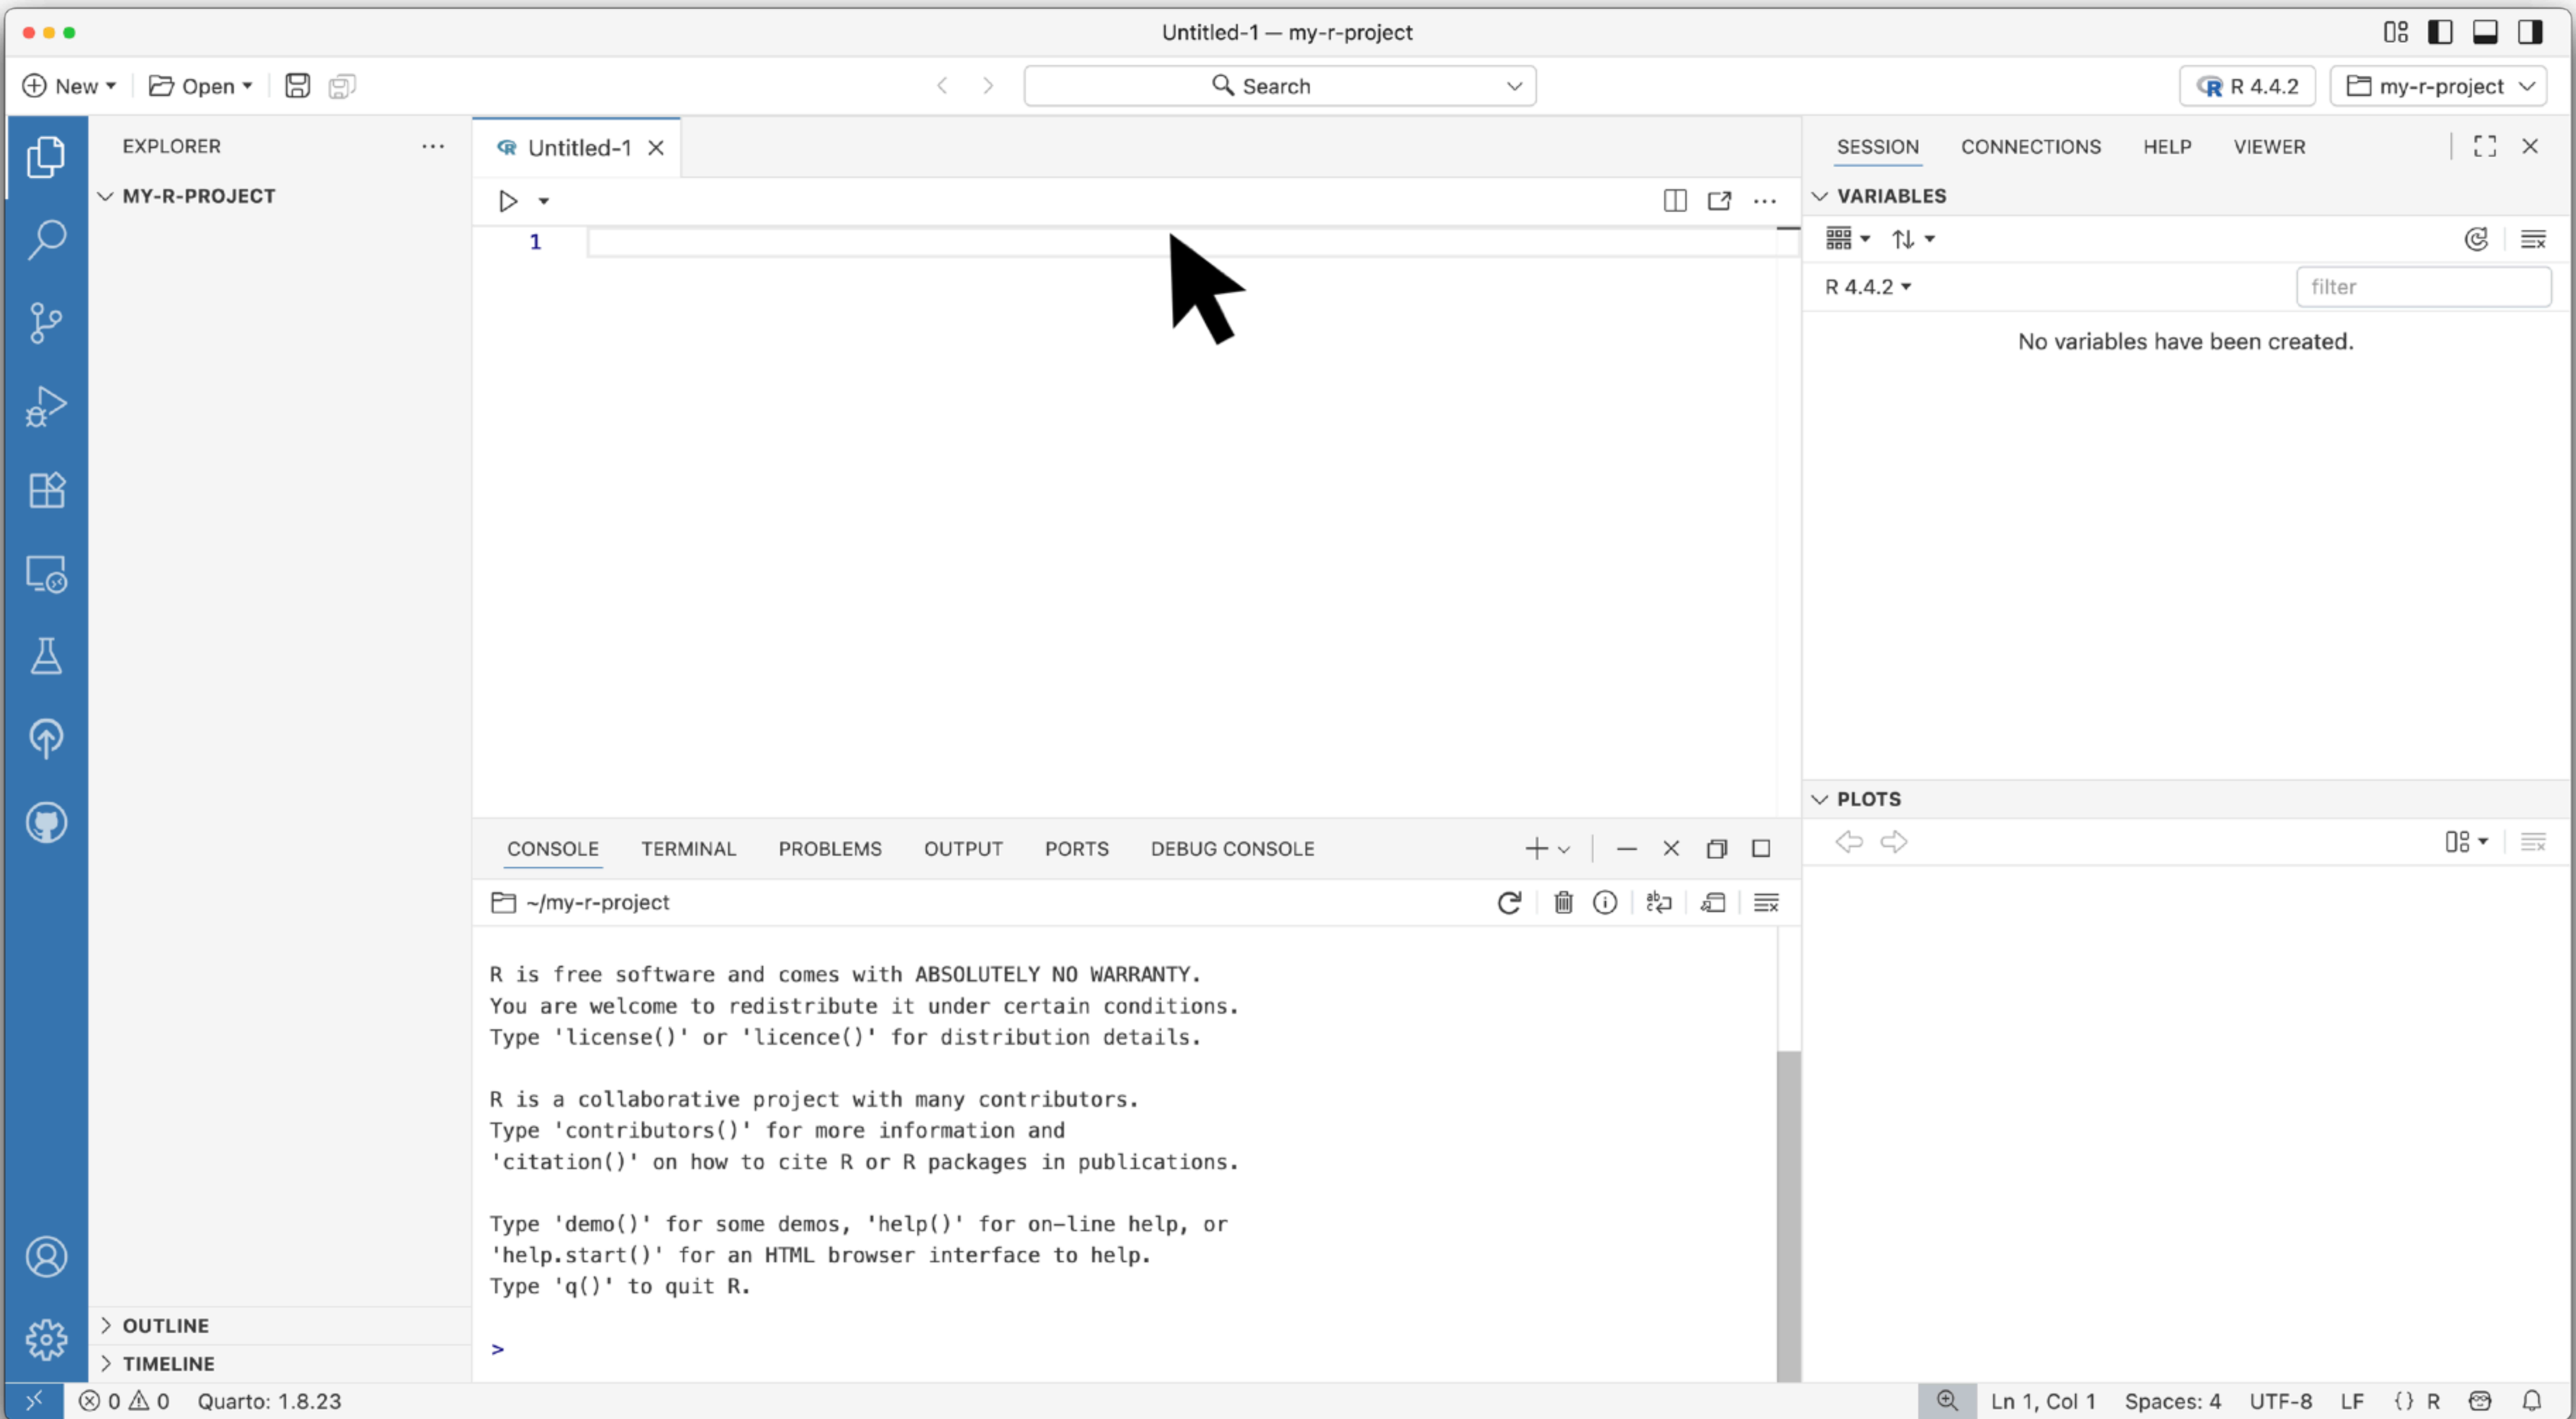 Untitled-1 — my-r-project
New
Open
Search
R 4.4.2
my-r-project
EXPLORER
MY-R-PROJECT
OUTLINE
TIMELINE
Untitled-1
1
CONSOLE TERMINAL PROBLEMS OUTPUT PORTS DEBUG CONSOLE
~/my-r-project
R is free software and comes with ABSOLUTELY NO WARRANTY.
You are welcome to redistribute it under certain conditions.
Type 'license()' or 'licence()' for distribution details.
R is a collaborative project with many contributors.
Type 'contributors()' for more information and
'citation()' on how to cite R or R packages in publications.
Type 'demo()' for some demos, 'help()' for on-line help, or
'help.start()' for an HTML browser interface to help.
Type 'q()' to quit R.
>
SESSION CONNECTIONS HELP VIEWER
VARIABLES
R 4.4.2
filter
No variables have been created.
PLOTS
0 0 Quarto: 1.8.23
Ln 1, Col 1 Spaces: 4 UTF-8 LF {} R